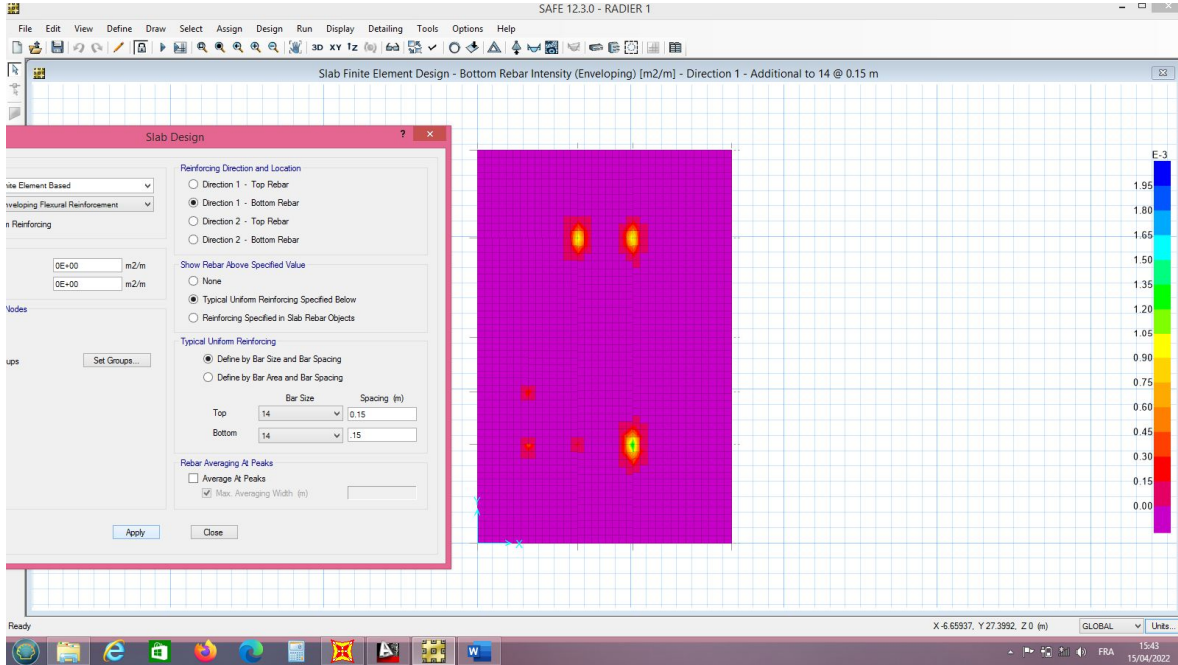 SAFE 12.3.0 - RADIER 1
File Edit View Define Draw Select Assign Design Run Display Detailing Tools Options Help
3D XY
Slab Finite Element Design - Bottom Rebar Intensity (Enveloping) [m2/m] - Direction 1 - Additional to 14 @ 0.15 m
Slab Design ?
nite Element Based
nveloping Flexural Reinforcement
n Reinforcing
0E+00 m2/m
0E+00 m2/m
Nodes
ups Set Groups...
Reinforcing Direction and Location
Direction 1 - Top Rebar
Direction 1 - Bottom Rebar
Direction 2 - Top Rebar
Direction 2 - Bottom Rebar
Show Rebar Above Specified Value
None
Typical Uniform Reinforcing Specified Below
Reinforcing Specified in Slab Rebar Objects
Typical Uniform Reinforcing
Define by Bar Size and Bar Spacing
Define by Bar Area and Bar Spacing
Bar Size Spacing (m)
Top 14 0.15
Bottom 14 .15
Rebar Averaging At Peaks
Average At Peaks
Max. Averaging Width (m)
Apply Close
Y
X
E-3
1.95
1.80
1.65
1.50
1.35
1.20
1.05
0.90
0.75
0.60
0.45
0.30
0.15
0.00
Ready
X -6.65937, Y 27.3992, Z 0 (m) GLOBAL Units...
FRA 15:43
15/04/2022